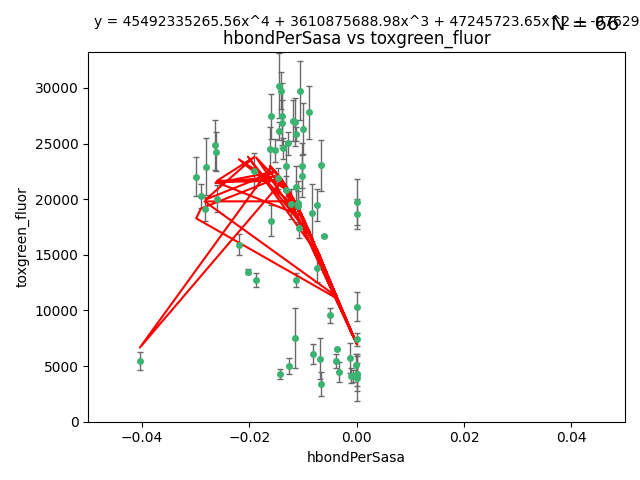 y = 45492335265.56x^4 + 3610875688.98x^3 + 47245723.65x^2 +
N = 66
hbondPerSasa vs toxgreen_fluor
30000
25000
20000
15000
10000
5000
0
toxgreen_fluor
−0.04
−0.02
0.00
0.02
0.04
hbondPerSasa